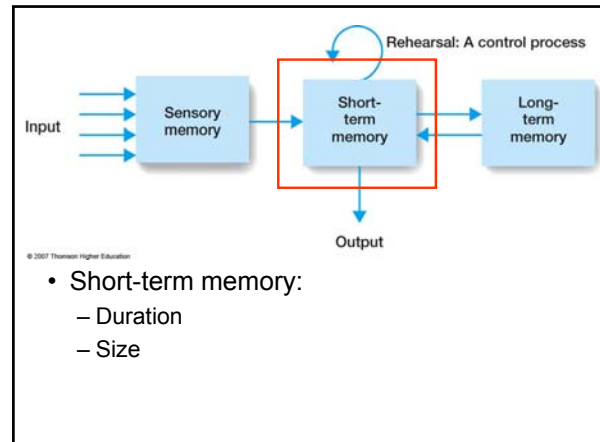 Rehearsal: A control process
Input
Sensory
memory
Short-
term
memory
Long-
term
memory
Output
© 2007 Thomson Higher Education
• Short-term memory:
– Duration
– Size